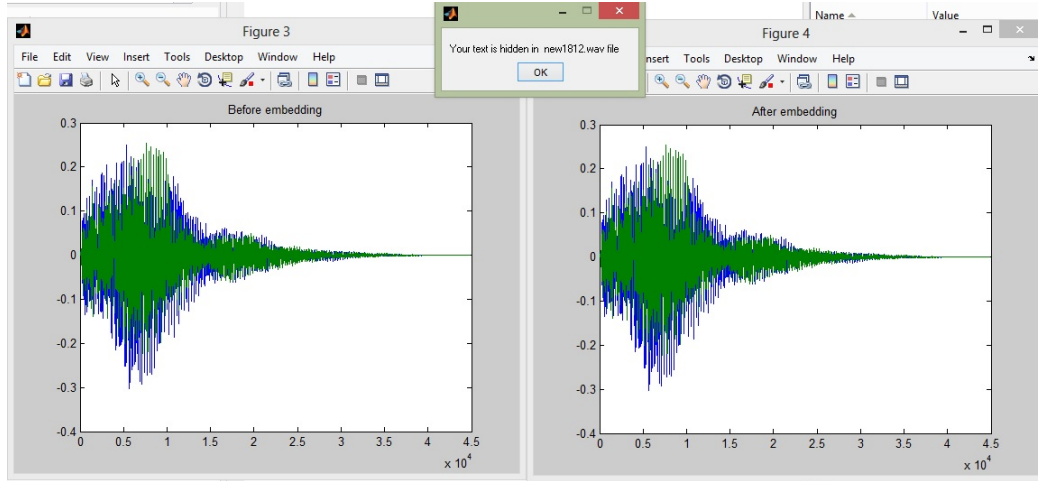 Figure 3
File Edit View Insert Tools Desktop Window Help
Before embedding
0.3
0.2
0.1
0
-0.1
-0.2
-0.3
-0.4
0 0.5 1 1.5 2 2.5 3 3.5 4 4.5
x 10^4
Your text is hidden in new1812.wav file
OK
Name Value
Figure 4
nsert Tools Desktop Window Help
After embedding
0.3
0.2
0.1
0
-0.1
-0.2
-0.3
-0.4
0 0.5 1 1.5 2 2.5 3 3.5 4 4.5
x 10^4